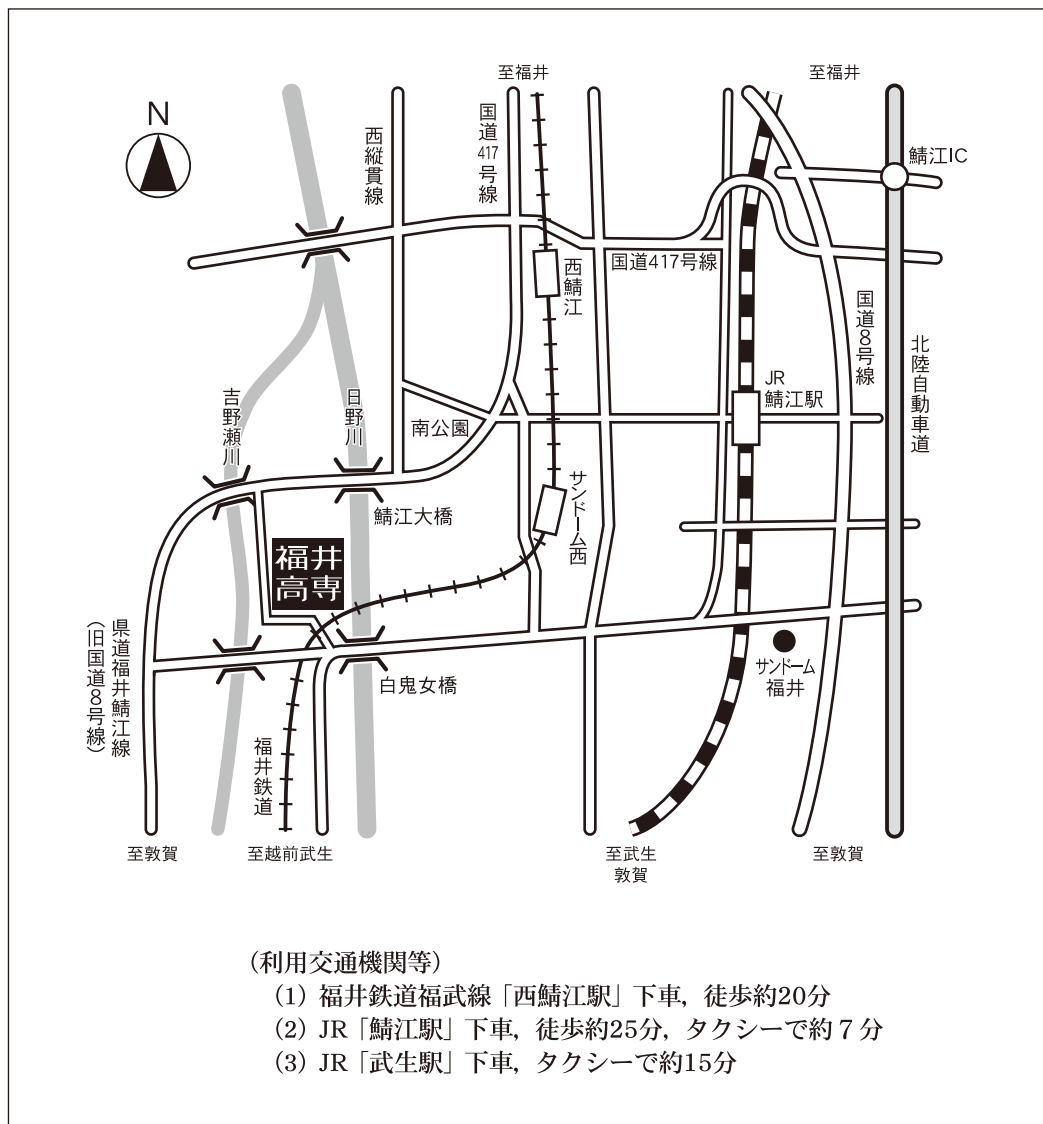 至福井
至福井
N
西縦貫線
国道417号線
鯖江IC
西鯖江
国道417号線
国道8号線
北陸自動車道
JR
鯖江駅
吉野瀬川
日野川
南公園
サンドーム西
鯖江大橋
福井
高専
県道福井鯖江線
(旧国道8号線)
サンドーム
福井
白鬼女橋
福井鉄道
至敦賀
至越前武生
至武生
敦賀
至敦賀
(利用交通機関等)
(1) 福井鉄道福武線「西鯖江駅」下車，徒歩約20分
(2) JR「鯖江駅」下車，徒歩約25分，タクシーで約７分
(3) JR「武生駅」下車，タクシーで約15分